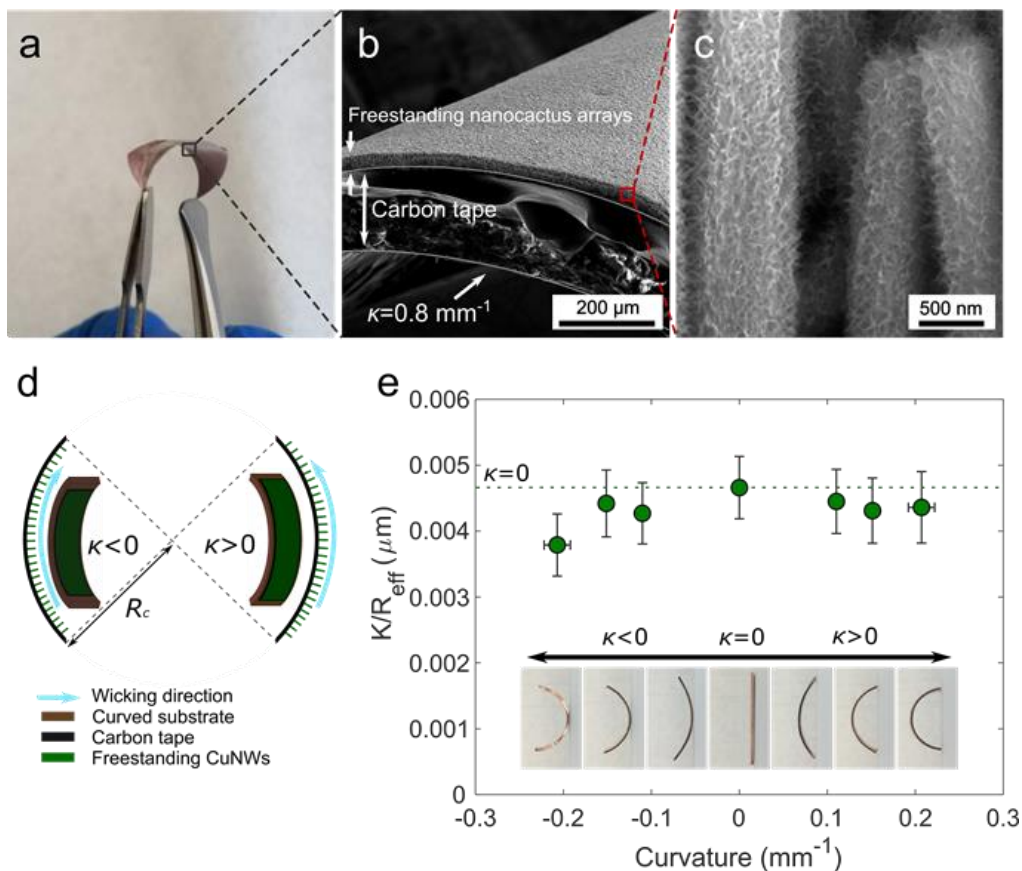 a
b
c
Freestanding nanocactus arrays
Carbon tape
κ=0.8 mm⁻¹
200 μm
500 nm
d
κ<0
κ>0
R_c
Wicking direction
Curved substrate
Carbon tape
Freestanding CuNWs
e
K/R_eff (μm)
0.006
0.005
0.004
0.003
0.002
0.001
0
κ=0
κ<0 κ=0 κ>0
-0.3 -0.2 -0.1 0 0.1 0.2 0.3
Curvature (mm⁻¹)